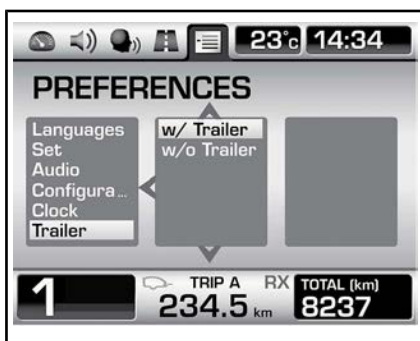 23°c 14:34
PREFERENCES
Languages
Set
Audio
Configura...
Clock
Trailer
w/ Trailer
w/o Trailer
1
TRIP A
234.5 km
RX
TOTAL (km)
8237